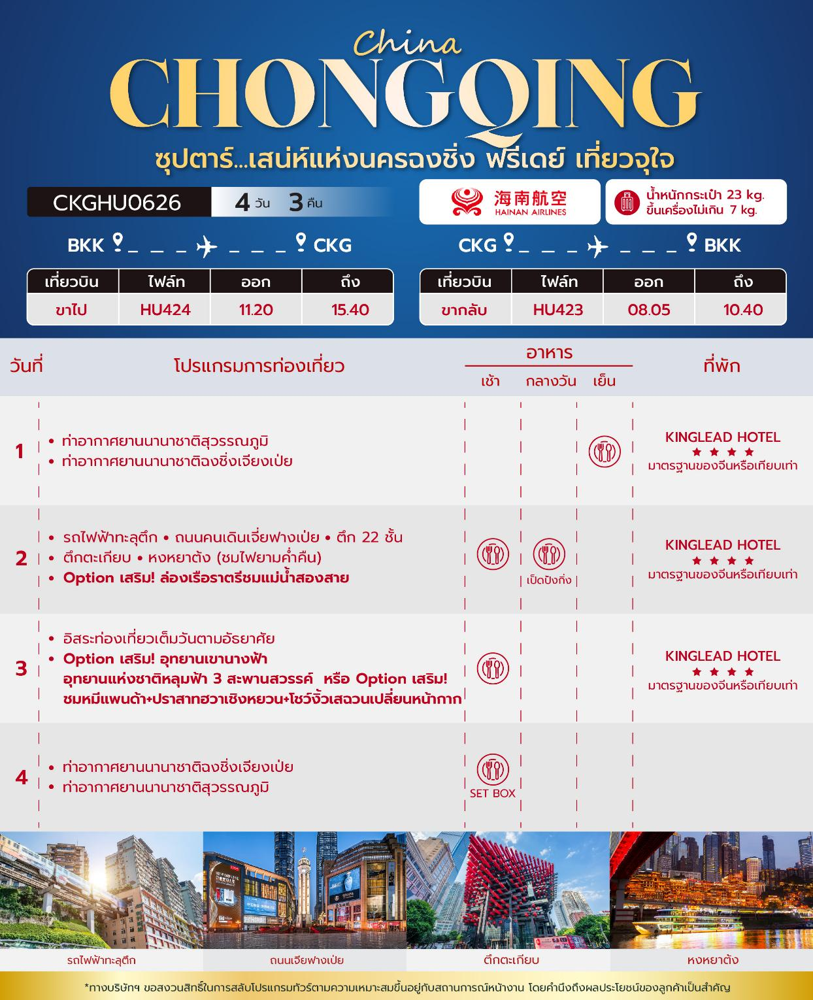 China
CHONGQING
ซุปตาร์...เสน่ห์แห่งนครฉงชิ่ง ฟรีเดย์ เที่ยวจุใจ
CKGHU0626 4 วัน 3 คืน
海南航空
HAINAN AIRLINES
น้ำหนักกระเป๋า 23 kg.
ขึ้นเครื่องไม่เกิน 7 kg.
BKK CKG
CKG BKK
เที่ยวบิน ไฟล์ท ออก ถึง
ขาไป HU424 11.20 15.40
เที่ยวบิน ไฟล์ท ออก ถึง
ขากลับ HU423 08.05 10.40
วันที่ โปรแกรมการท่องเที่ยว อาหาร ที่พัก
เช้า กลางวัน เย็น
1
• ท่าอากาศยานนานาชาติสุวรรณภูมิ
• ท่าอากาศยานนานาชาติฉงชิ่งเจียงเป่ย
KINGLEAD HOTEL
★ ★ ★ ★
มาตรฐานของจีนหรือเทียบเท่า
2
• รถไฟฟ้าทะลุตึก • ถนนคนเดินเจี่ยฟางเป่ย • ตึก 22 ชั้น
• ตึกตะเกียบ • หงหยาต้ง (ชมไฟยามค่ำคืน)
• Option เสริม! ล่องเรือราตรีชมแม่น้ำสองสาย
เป็ดปังกิ่ง
KINGLEAD HOTEL
★ ★ ★ ★
มาตรฐานของจีนหรือเทียบเท่า
3
• อิสระท่องเที่ยวเต็มวันตามอัธยาศัย
• Option เสริม! อุทยานเขานางฟ้า
อุทยานแห่งชาติหลุมฟ้า 3 สะพานสวรรค์ หรือ Option เสริม!
ชมหมีแพนด้า+ปราสาทฮวาเชิงหยวน+โชว์งิ้วเสฉวนเปลี่ยนหน้ากาก
KINGLEAD HOTEL
★ ★ ★ ★
มาตรฐานของจีนหรือเทียบเท่า
4
• ท่าอากาศยานนานาชาติฉงชิ่งเจียงเป่ย
• ท่าอากาศยานนานาชาติสุวรรณภูมิ
SET BOX
รถไฟฟ้าทะลุตึก
ถนนเจียฟางเป่ย
ตึกตะเกียบ
หงหยาต้ง
*ทางบริษัทฯ ขอสงวนสิทธิ์ในการสลับโปรแกรมทัวร์ตามความเหมาะสมขึ้นอยู่กับสถานการณ์หน้างาน โดยคำนึงถึงผลประโยชน์ของลูกค้าเป็นสำคัญ